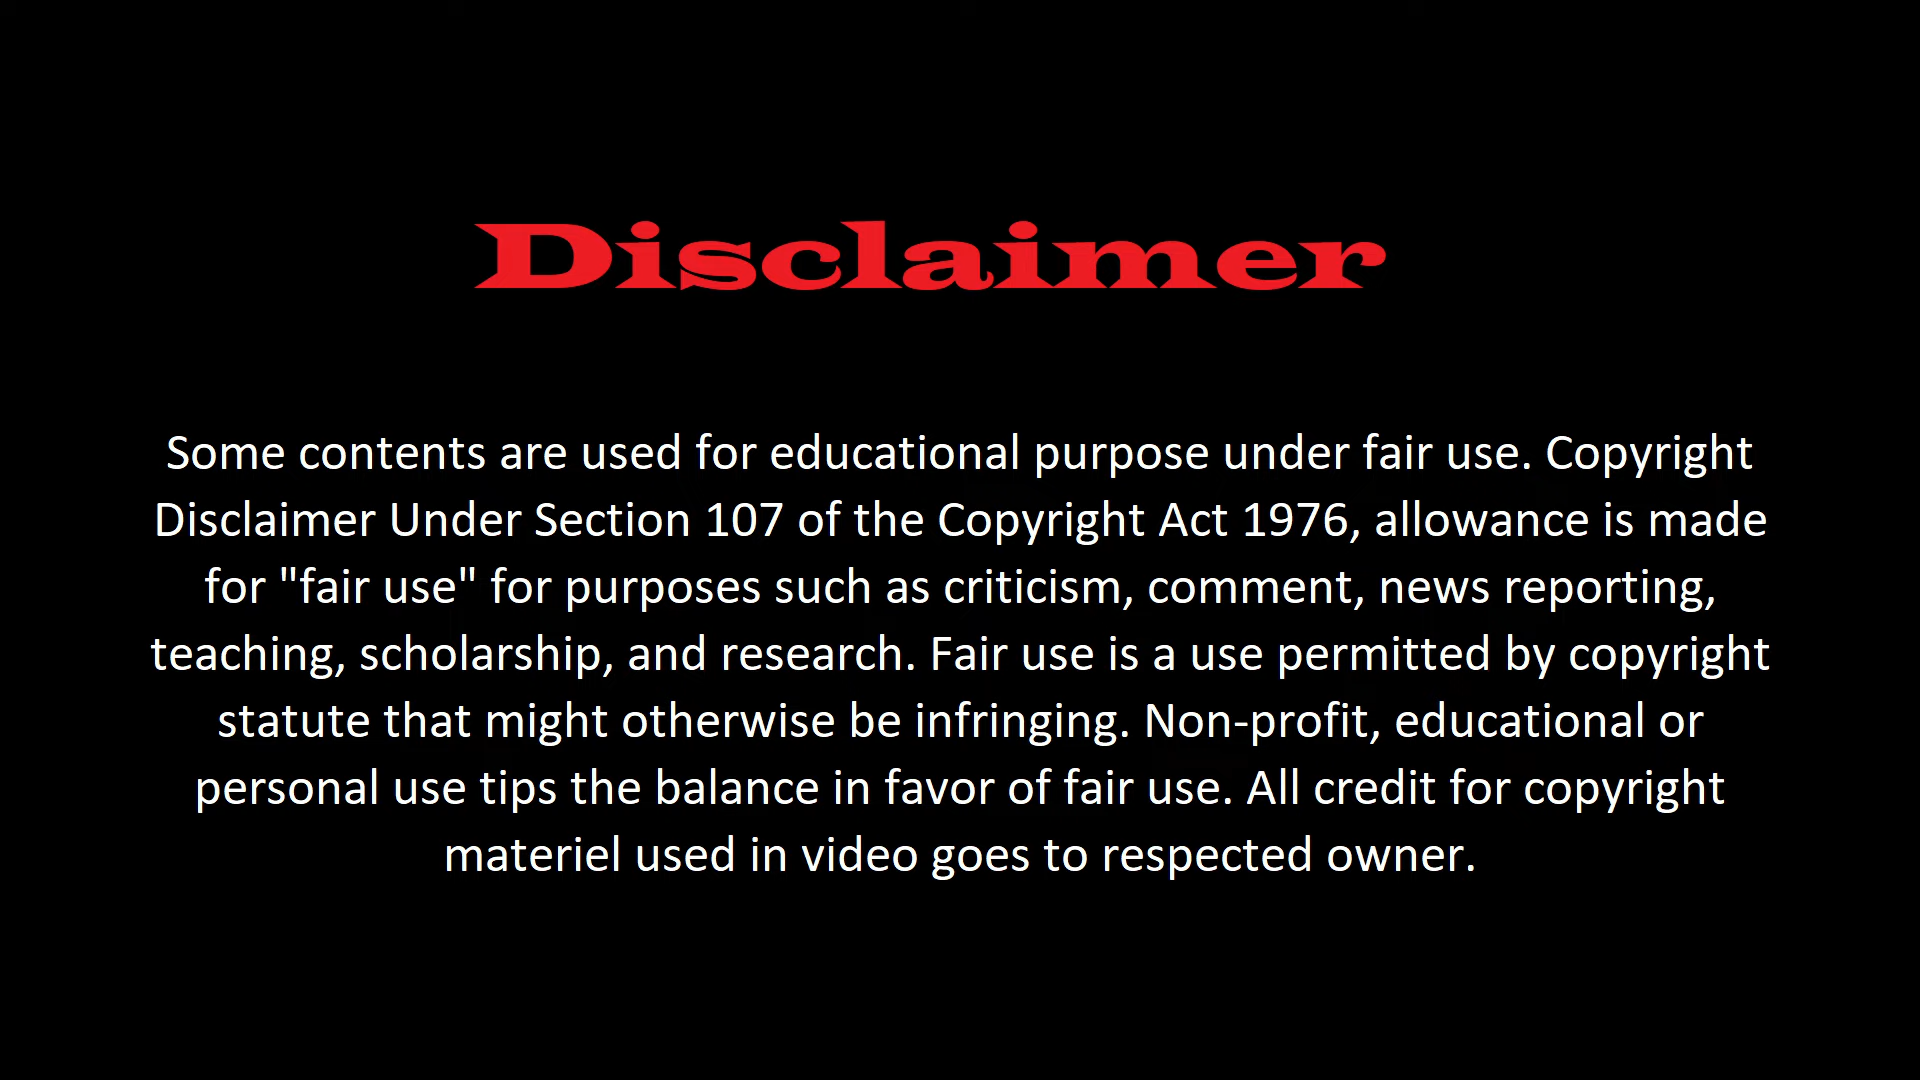 Disclaimer
Some contents are used for educational purpose under fair use. Copyright
Disclaimer Under Section 107 of the Copyright Act 1976, allowance is made
for "fair use" for purposes such as criticism, comment, news reporting,
teaching, scholarship, and research. Fair use is a use permitted by copyright
statute that might otherwise be infringing. Non-profit, educational or
personal use tips the balance in favor of fair use. All credit for copyright
materiel used in video goes to respected owner.